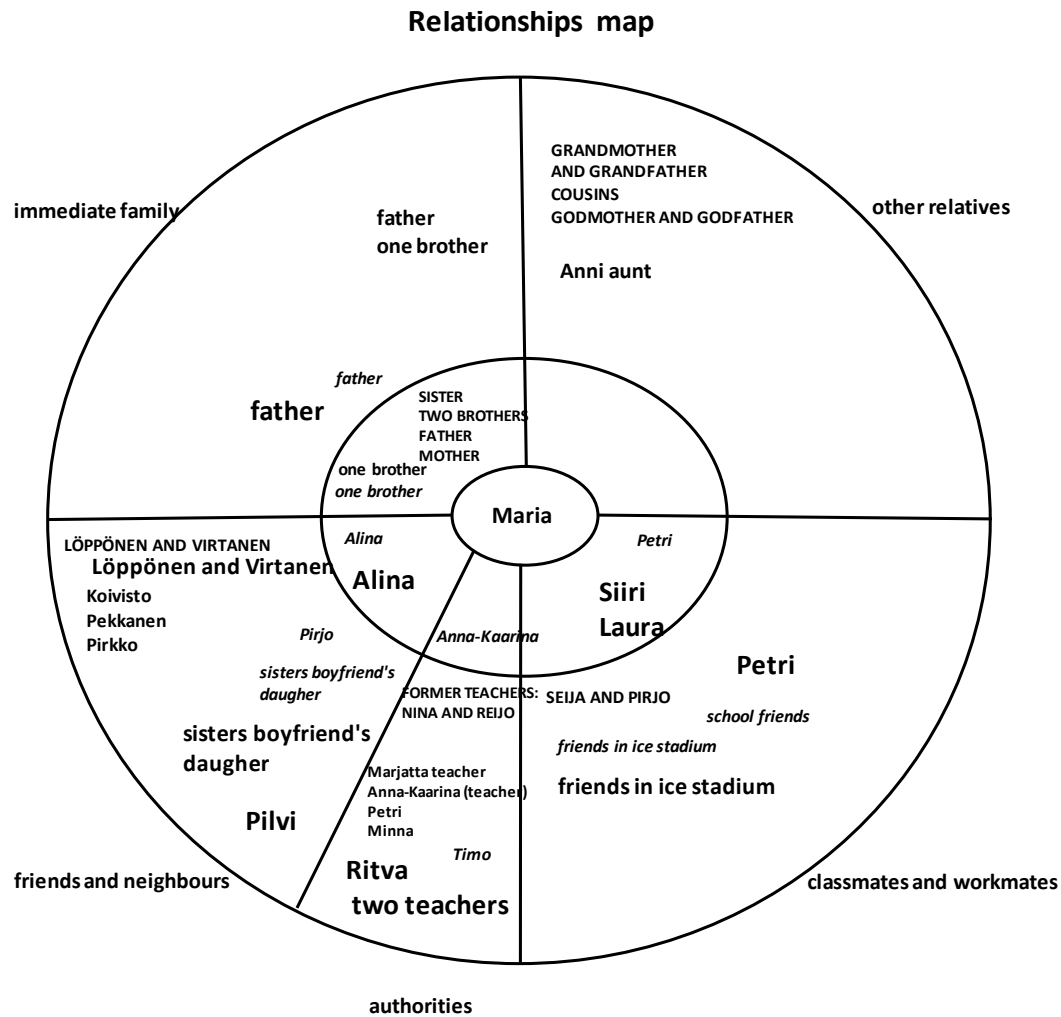 Relationships map
immediate family
father
one brother
father
father
SISTER
TWO BROTHERS
FATHER
MOTHER
one brother
one brother
GRANDMOTHER
AND GRANDFATHER
COUSINS
GODMOTHER AND GODFATHER
Anni aunt
other relatives
Maria
LÖPPÖNEN AND VIRTANEN
Löppönen and Virtanen
Koivisto
Pekkanen
Pirkko
Alina
Alina
Pirjo
sisters boyfriend's
daugher
sisters boyfriend's
daugher
Pilvi
friends and neighbours
Anna-Kaarina
FORMER TEACHERS:
NINA AND REIJO
Marjatta teacher
Anna-Kaarina (teacher)
Petri
Minna
Timo
Ritva
two teachers
authorities
Petri
Siiri
Laura
Petri
SEIJA AND PIRJO
school friends
friends in ice stadium
friends in ice stadium
classmates and workmates